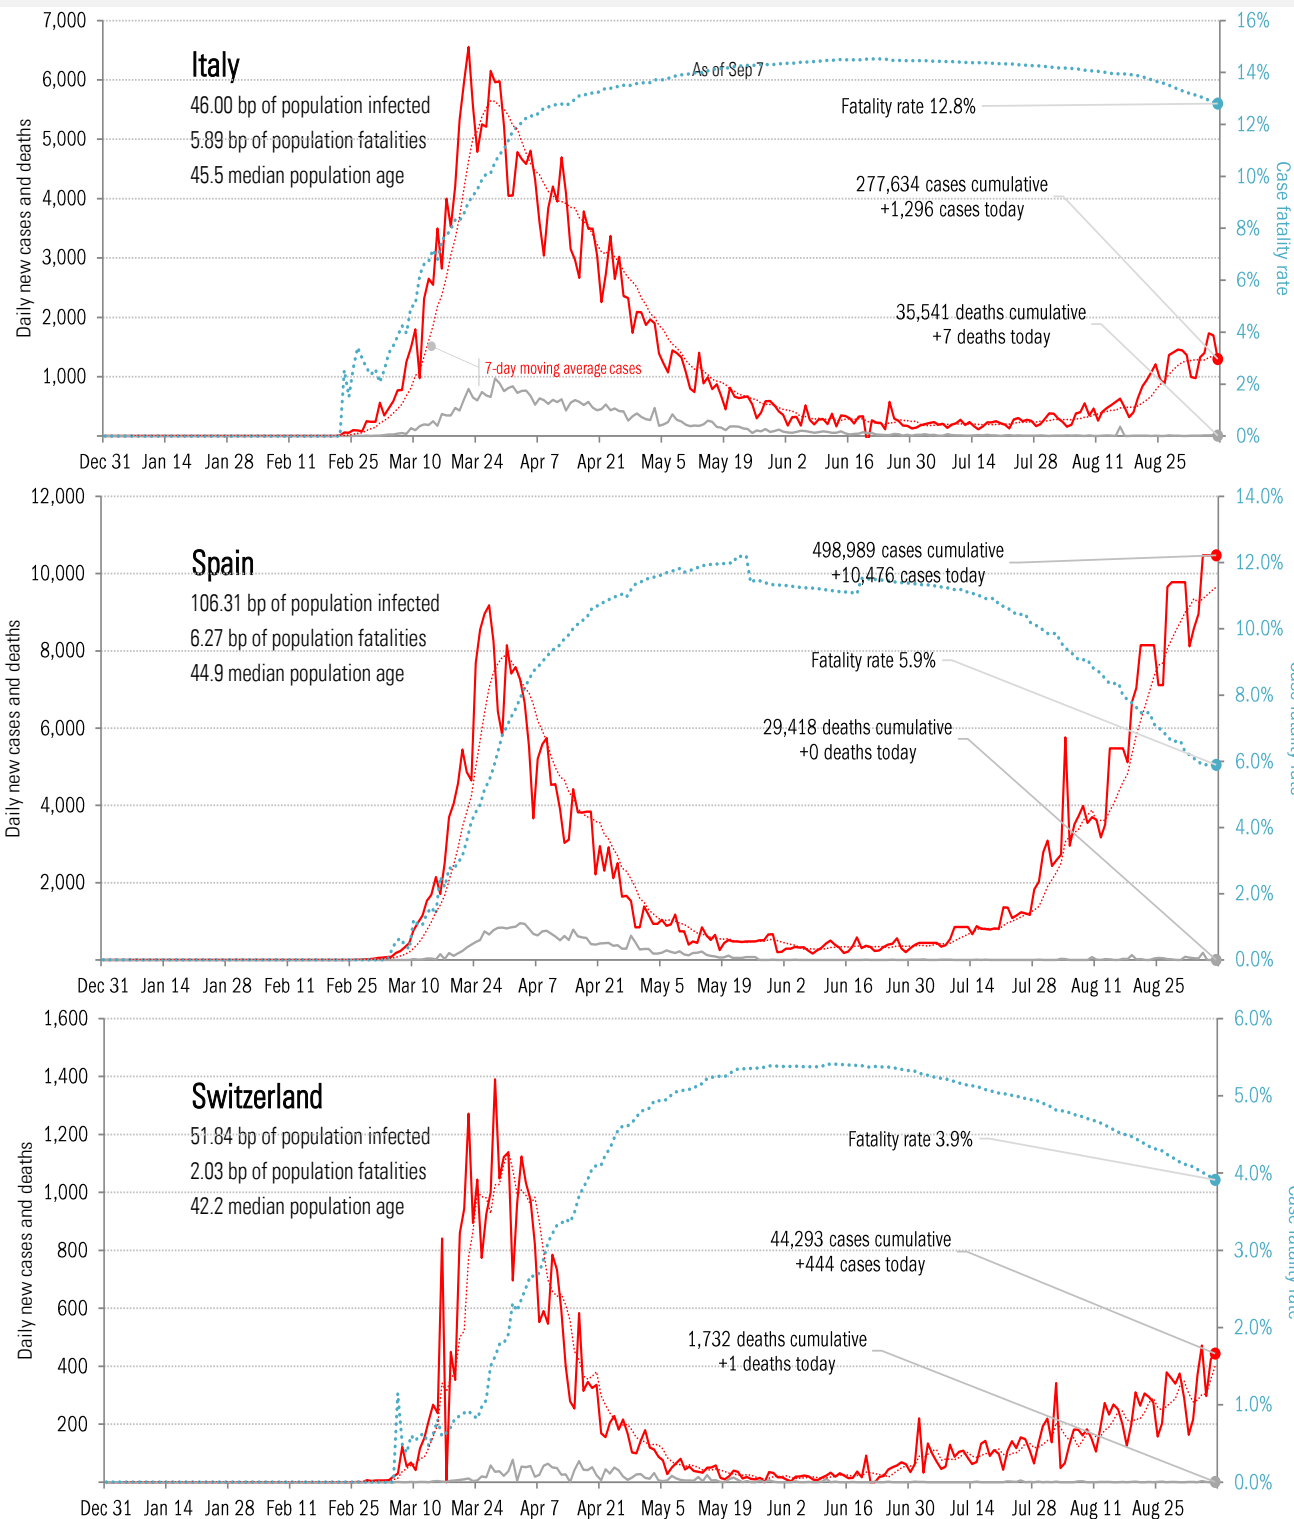 7,000
6,000
5,000
4,000
3,000
2,000
1,000
Daily new cases and deaths
16%
14%
12%
10%
8%
6%
4%
2%
0%
Case fatality rate
Italy
46.00 bp of population infected
5.89 bp of population fatalities
45.5 median population age
As of Sep 7
Fatality rate 12.8%
277,634 cases cumulative
+1,296 cases today
35,541 deaths cumulative
+7 deaths today
7-day moving average cases
Dec 31 Jan 14 Jan 28 Feb 11 Feb 25 Mar 10 Mar 24 Apr 7 Apr 21 May 5 May 19 Jun 2 Jun 16 Jun 30 Jul 14 Jul 28 Aug 11 Aug 25
12,000
10,000
8,000
6,000
4,000
2,000
Daily new cases and deaths
14.0%
12.0%
10.0%
8.0%
6.0%
4.0%
2.0%
0.0%
Spain
106.31 bp of population infected
6.27 bp of population fatalities
44.9 median population age
498,989 cases cumulative
+10,476 cases today
Fatality rate 5.9%
29,418 deaths cumulative
+0 deaths today
Dec 31 Jan 14 Jan 28 Feb 11 Feb 25 Mar 10 Mar 24 Apr 7 Apr 21 May 5 May 19 Jun 2 Jun 16 Jun 30 Jul 14 Jul 28 Aug 11 Aug 25
1,600
1,400
1,200
1,000
800
600
400
200
Daily new cases and deaths
6.0%
5.0%
4.0%
3.0%
2.0%
1.0%
0.0%
Switzerland
51.84 bp of population infected
2.03 bp of population fatalities
42.2 median population age
Fatality rate 3.9%
44,293 cases cumulative
+444 cases today
1,732 deaths cumulative
+1 deaths today
Dec 31 Jan 14 Jan 28 Feb 11 Feb 25 Mar 10 Mar 24 Apr 7 Apr 21 May 5 May 19 Jun 2 Jun 16 Jun 30 Jul 14 Jul 28 Aug 11 Aug 25